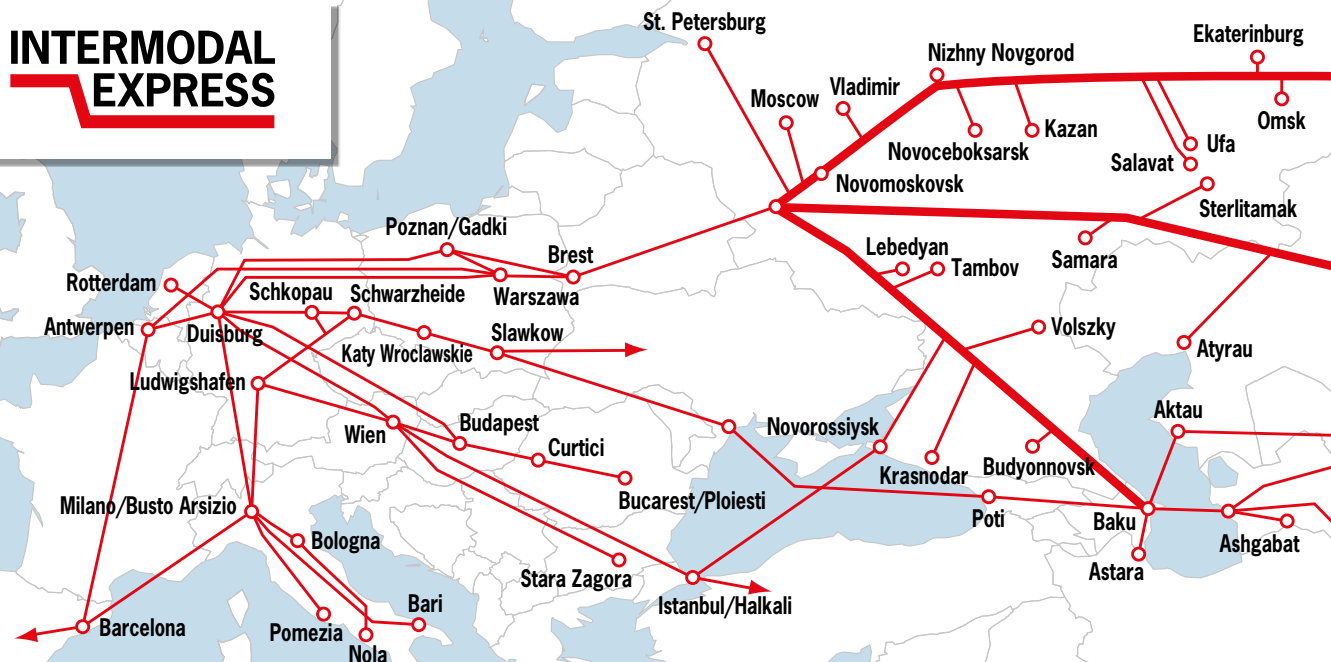 INTERMODAL
EXPRESS
St. Petersburg
Nizhny Novgorod
Ekaterinburg
Moscow
Vladimir
Omsk
Novoceboksarsk
Kazan
Ufa
Salavat
Novomoskovsk
Sterlitamak
Samara
Poznan/Gadki
Brest
Lebedyan
Tambov
Rotterdam
Schkopau
Schwarzheide
Warszawa
Antwerpen
Duisburg
Katy Wroclawskie
Slawkow
Volszky
Atyrau
Ludwigshafen
Wien
Budapest
Curtici
Novorossiysk
Aktau
Krasnodar
Budyonnovsk
Bucarest/Ploiesti
Milano/Busto Arsizio
Poti
Baku
Bologna
Ashgabat
Astara
Stara Zagora
Istanbul/Halkali
Barcelona
Pomezia
Bari
Nola